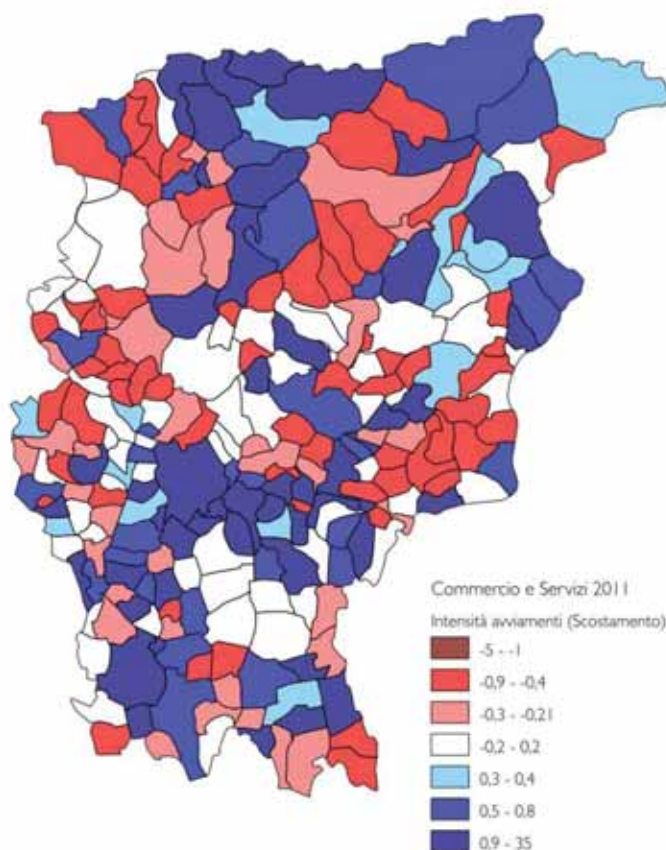 Commercio e Servizi 2011
Intensità avviamenti (Scostamento)
-5 - -1
-0,9 - -0,4
-0,3 - -0,21
-0,2 - 0,2
0,3 - 0,4
0,5 - 0,8
0,9 - 35